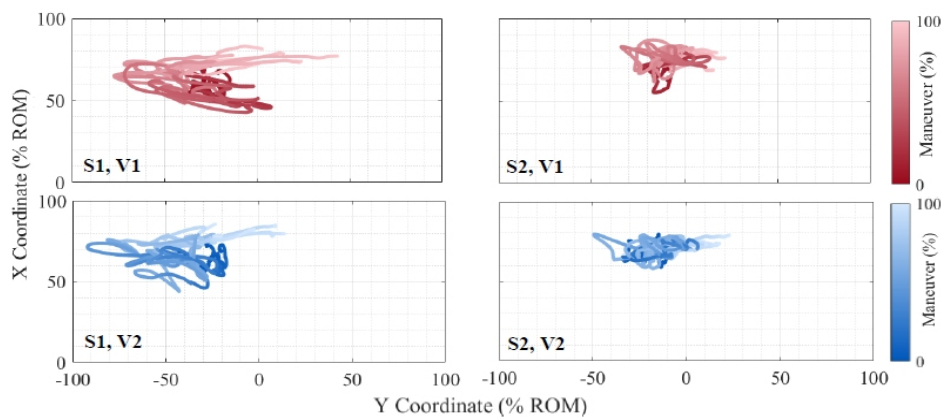 100
50
0
X Coordinate (% ROM)
S1, V1
S2, V1
100
Maneuver (%)
0
100
50
0
S1, V2
S2, V2
100
Maneuver (%)
0
-100 -50 0 50 100
-100 -50 0 50 100
Y Coordinate (% ROM)